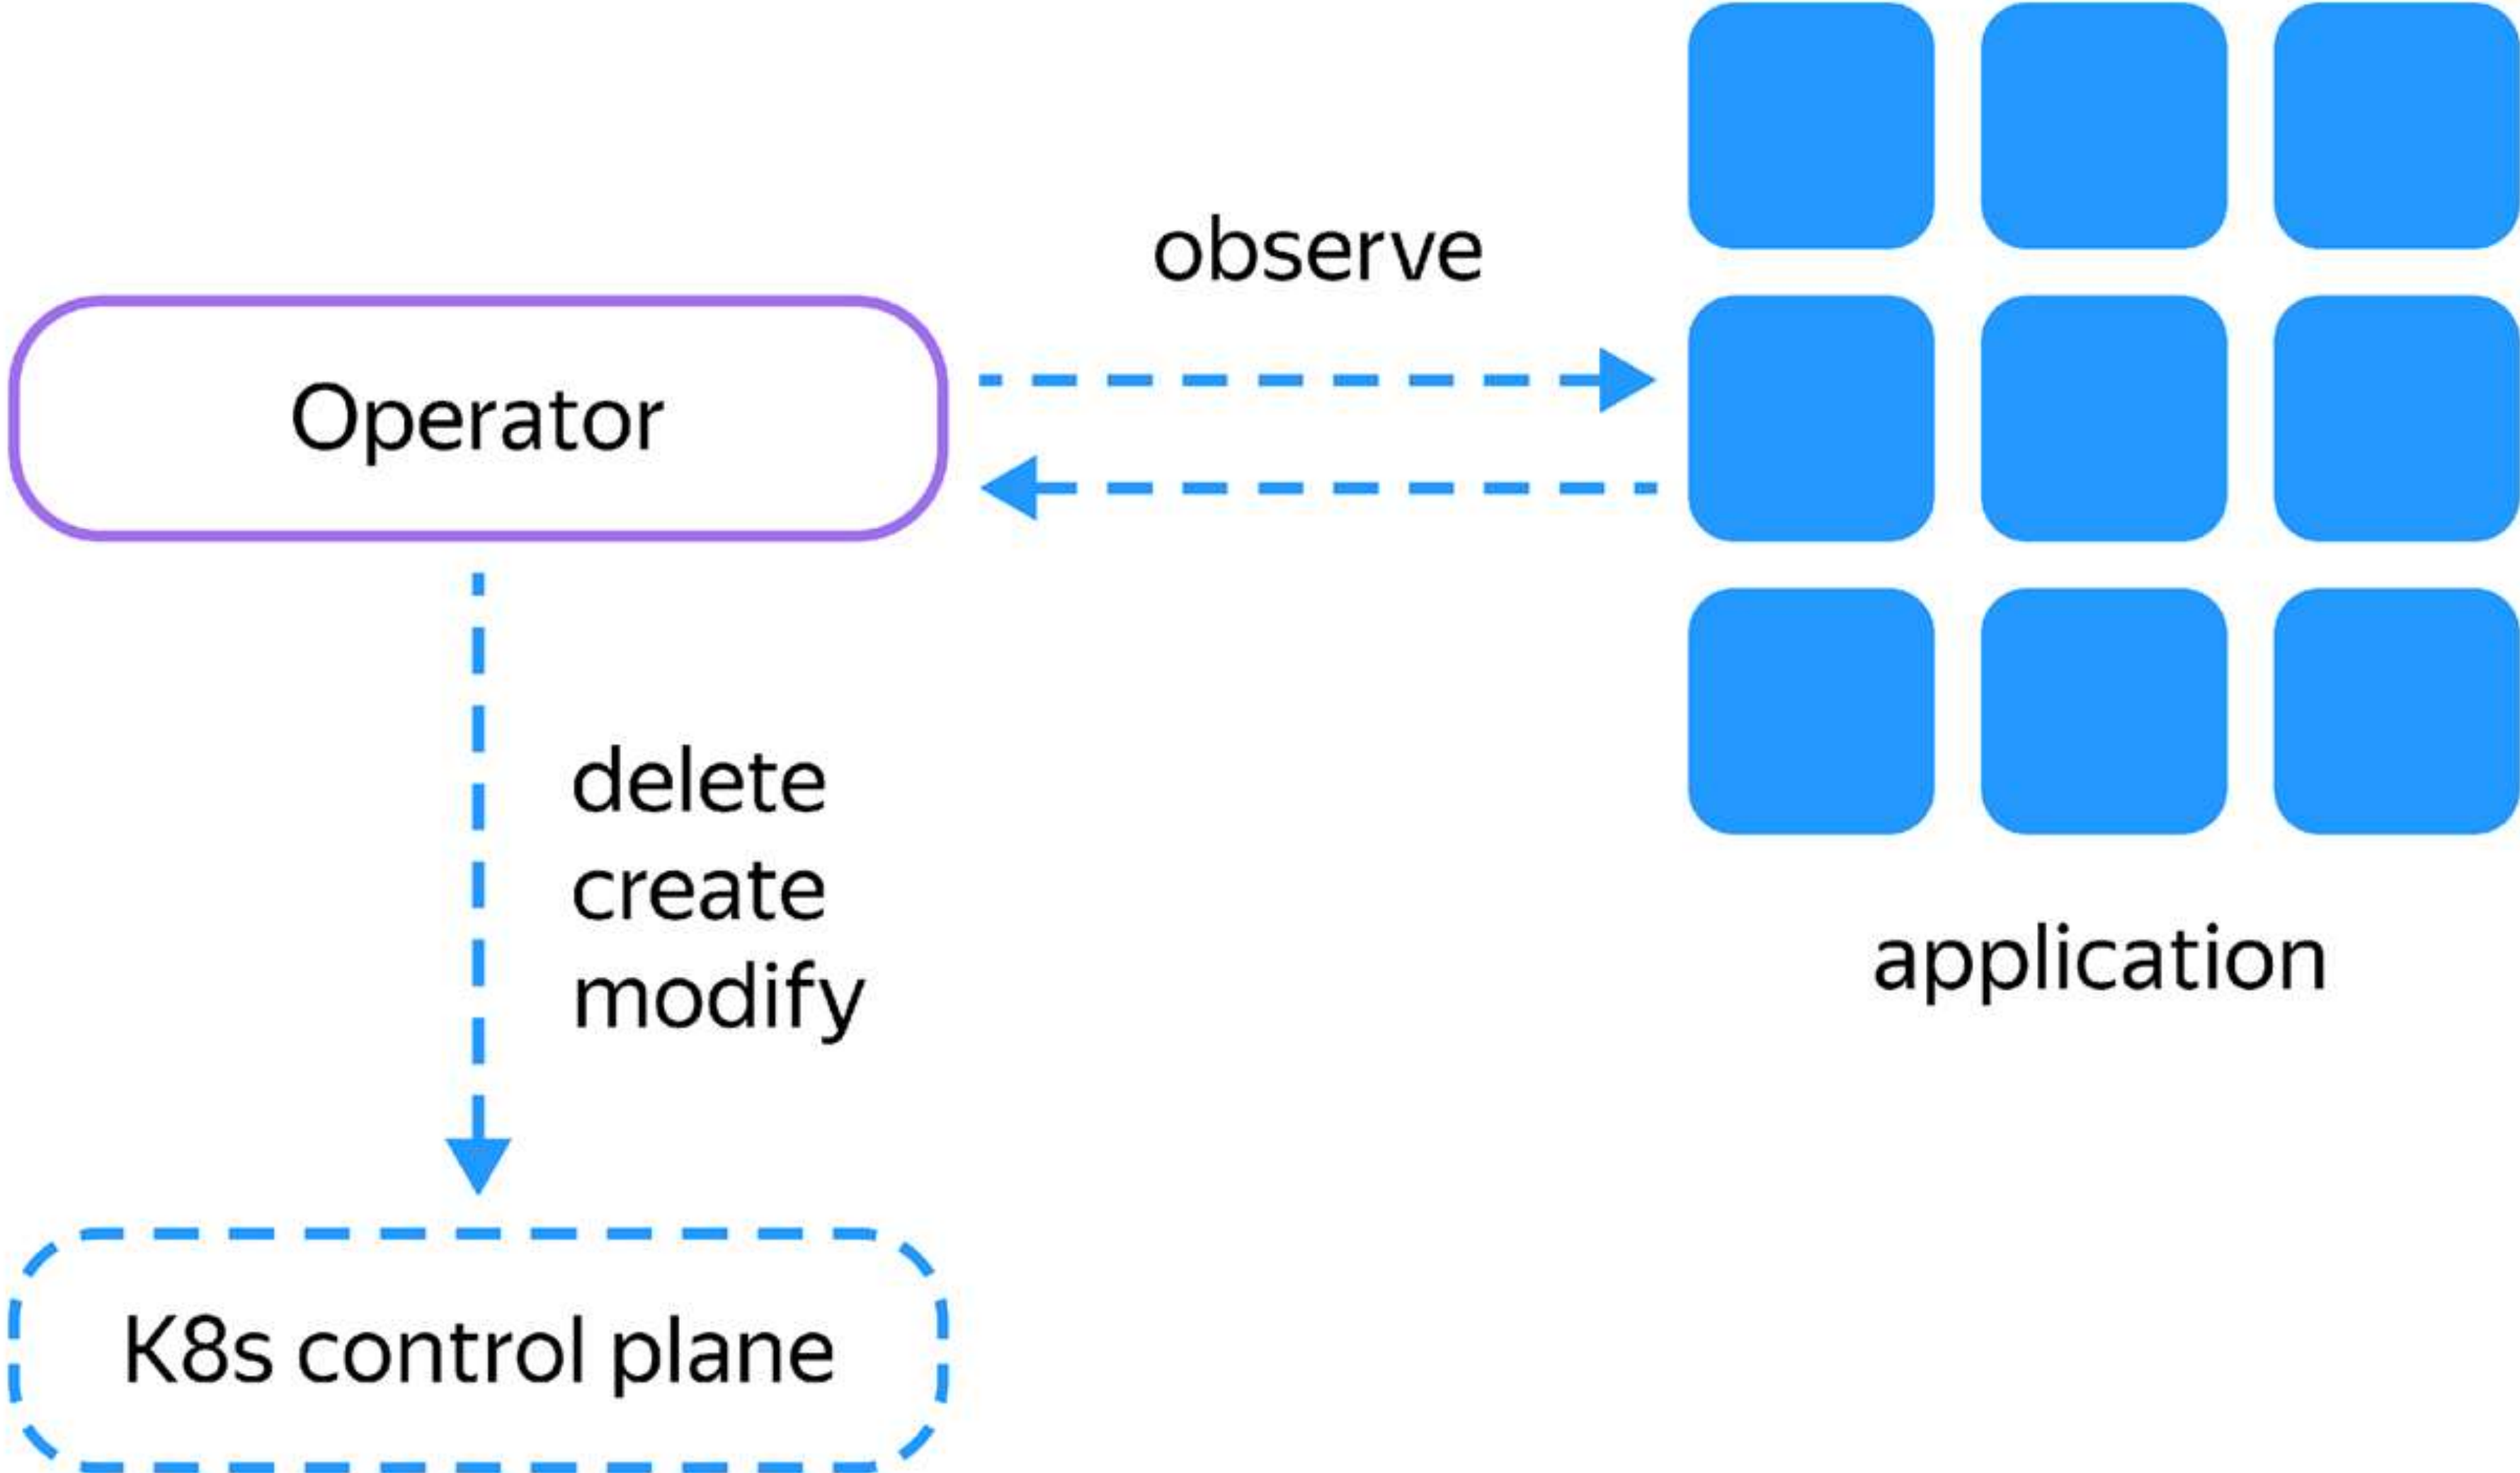 observe
Operator
delete
create
modify
application
K8s control plane